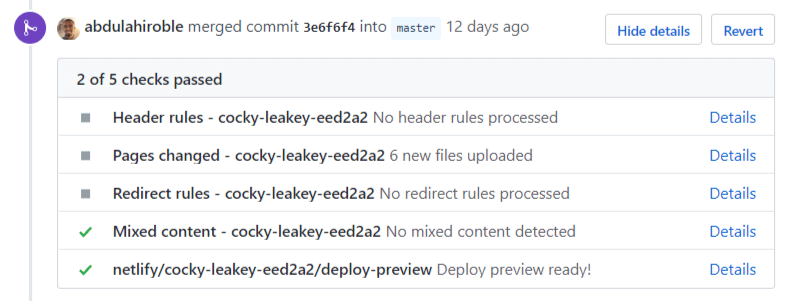 abdulahiroble merged commit 3e6f6f4 into master 12 days ago Hide details Revert
2 of 5 checks passed
Header rules - cocky-leakey-eed2a2 No header rules processed Details
Pages changed - cocky-leakey-eed2a2 6 new files uploaded Details
Redirect rules - cocky-leakey-eed2a2 No redirect rules processed Details
Mixed content - cocky-leakey-eed2a2 No mixed content detected Details
netlify/cocky-leakey-eed2a2/deploy-preview Deploy preview ready! Details